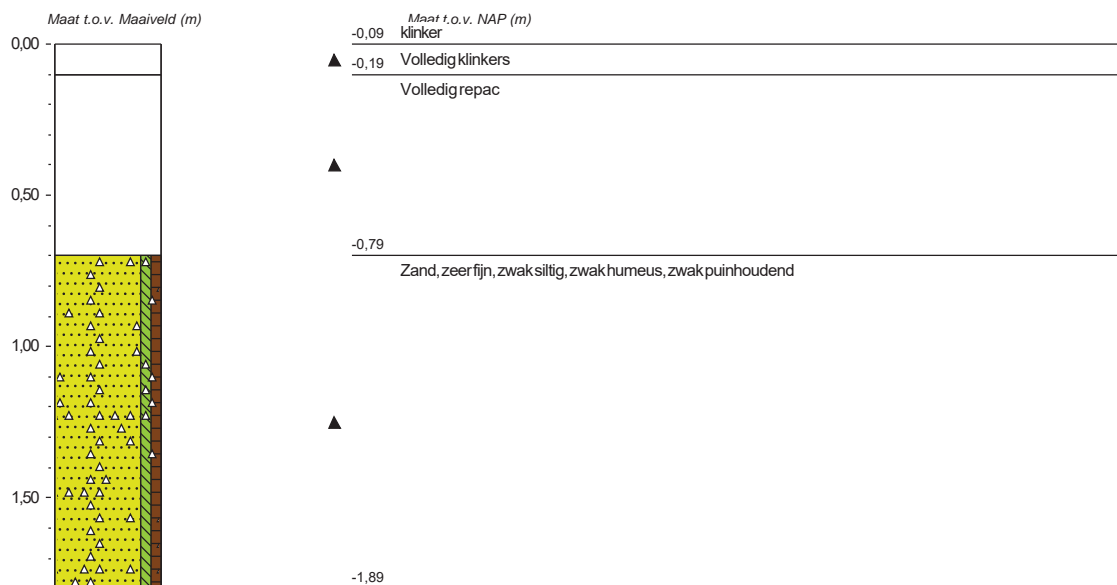 Maat t.o.v. Maaiveld (m)
Maat t.o.v. NAP (m)
-0,09 klinker
0,00
Volledig klinkers
-0,19
Volledig repac
0,50
-0,79
Zand, zeer fijn, zwak siltig, zwak humeus, zwak puinhoudend
1,00
1,50
-1,89